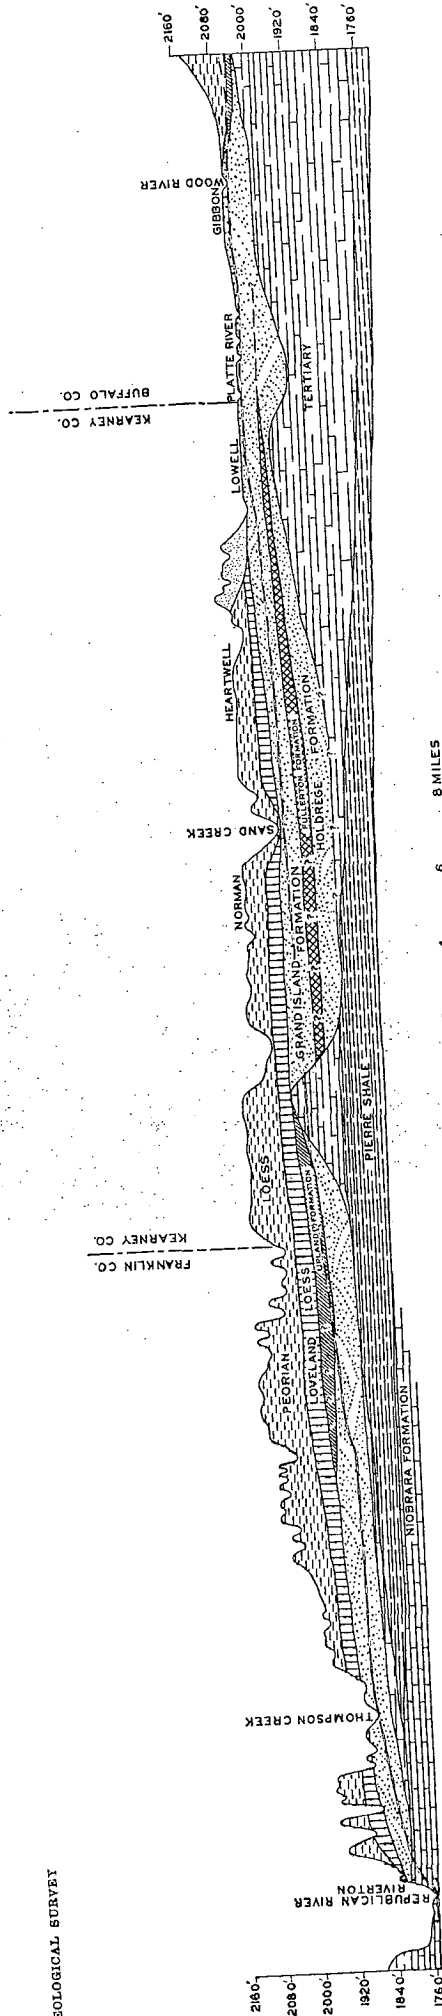 EOLOGICAL SURVEY
2160'
2080'
2000'
1920'
1840'
1760'
REPUBLICAN RIVER
RIVERTON
THOMPSON CREEK
NIOBRARA FORMATION
PEORIAN
LOESS
LOVELAND
LOESS
UPLAND FORMATION
FRANKLIN CO.
KEARNEY CO.
PIERRE SHALE
NORMAN
SAND CREEK
HEARTWELL
GRAND ISLAND FORMATION
FULLERTON FORMATION
HOLDREGE FORMATION
LOWELL
KEARNEY CO.
BUFFALO CO.
PLATTE RIVER
TERTIARY
GIBBON
WOOD RIVER
2160'
2080'
2000'
1920'
1840'
1760'
6
8 MILES